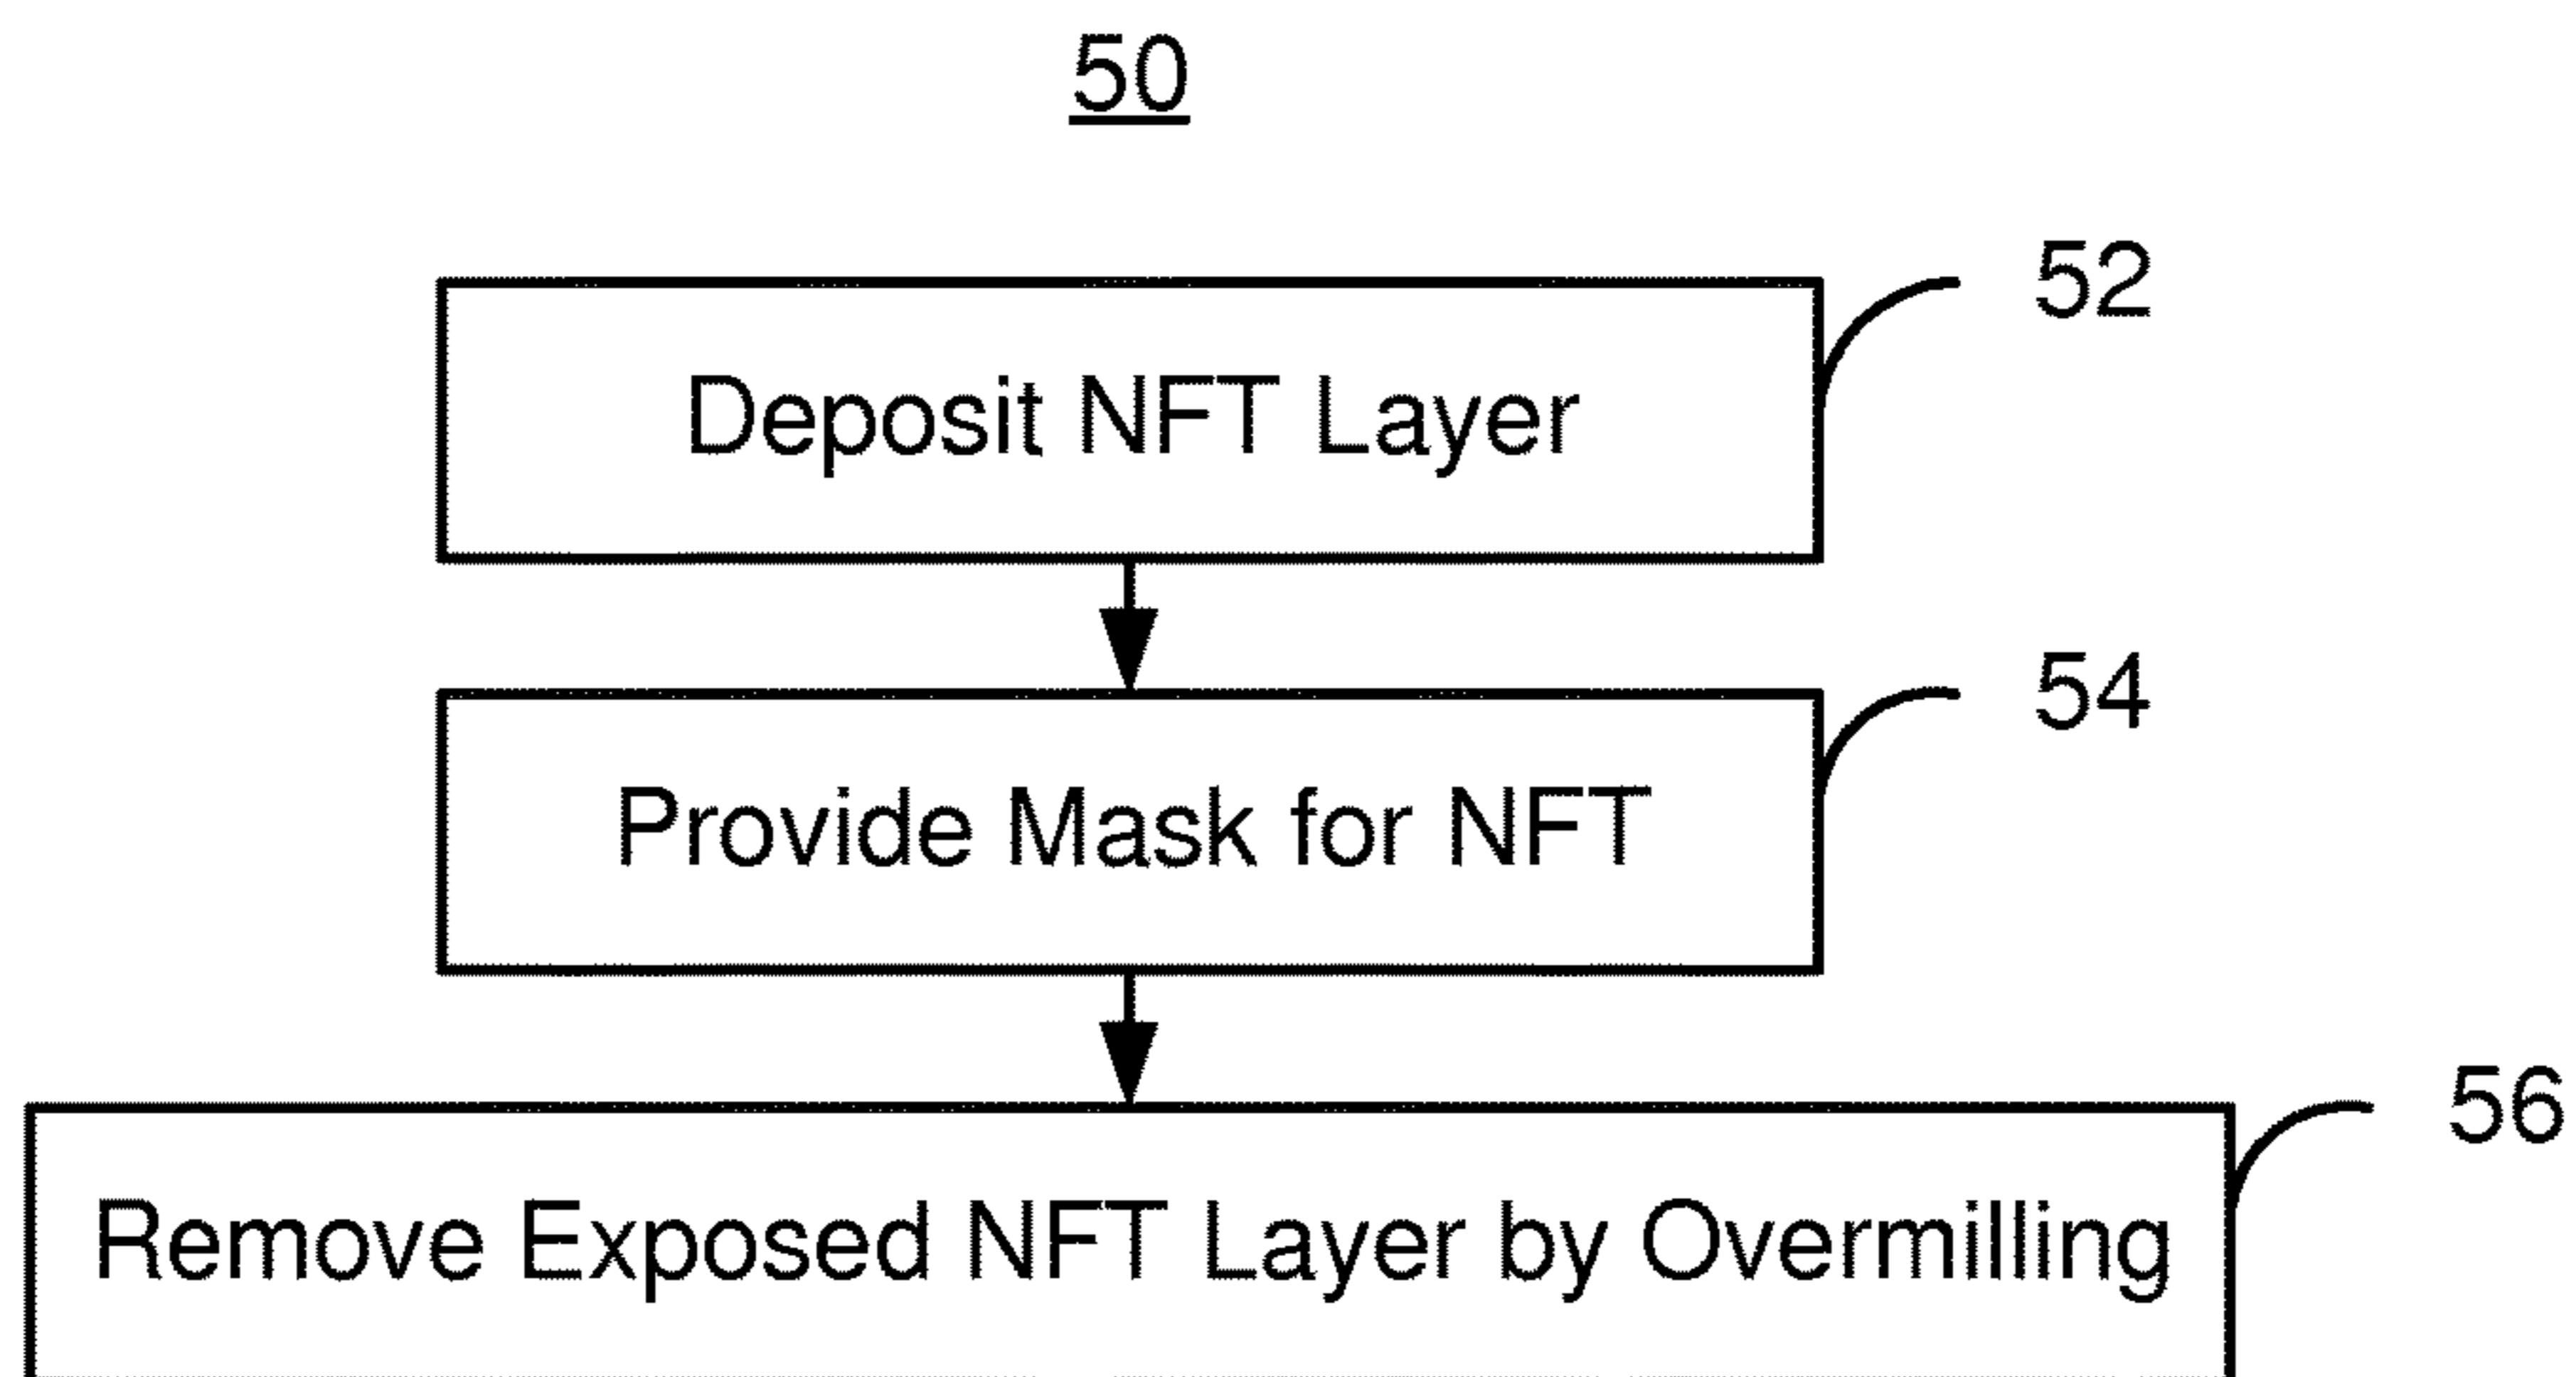 50
52
Deposit NFT Layer
54
Provide Mask for NFT
56
Remove Exposed NFT Layer by Overmilling